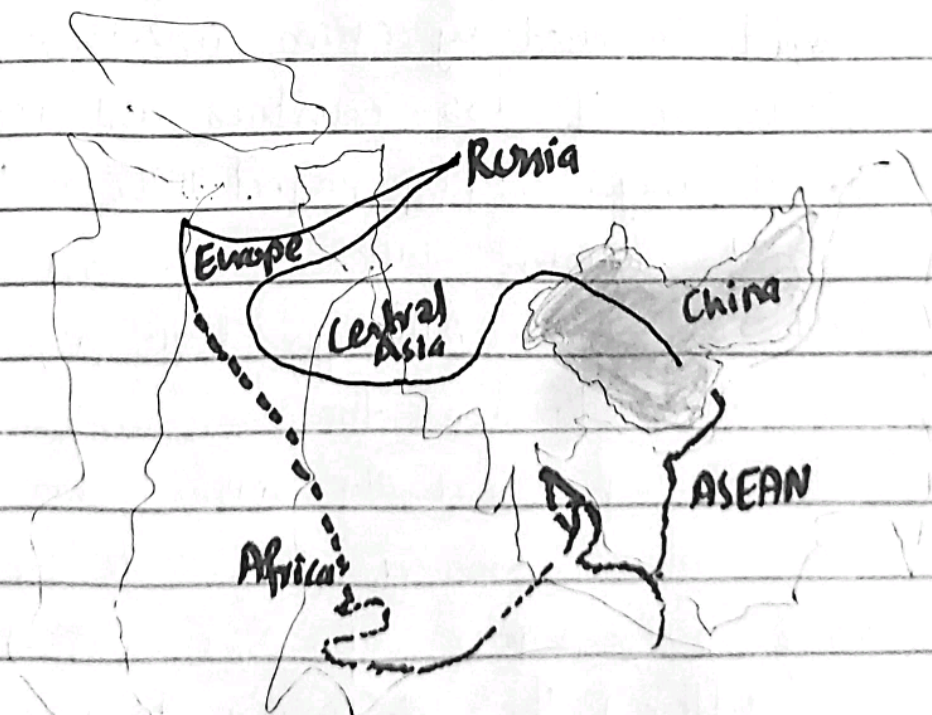 Russia
Europe
China
Central
Asia
ASEAN
Africa